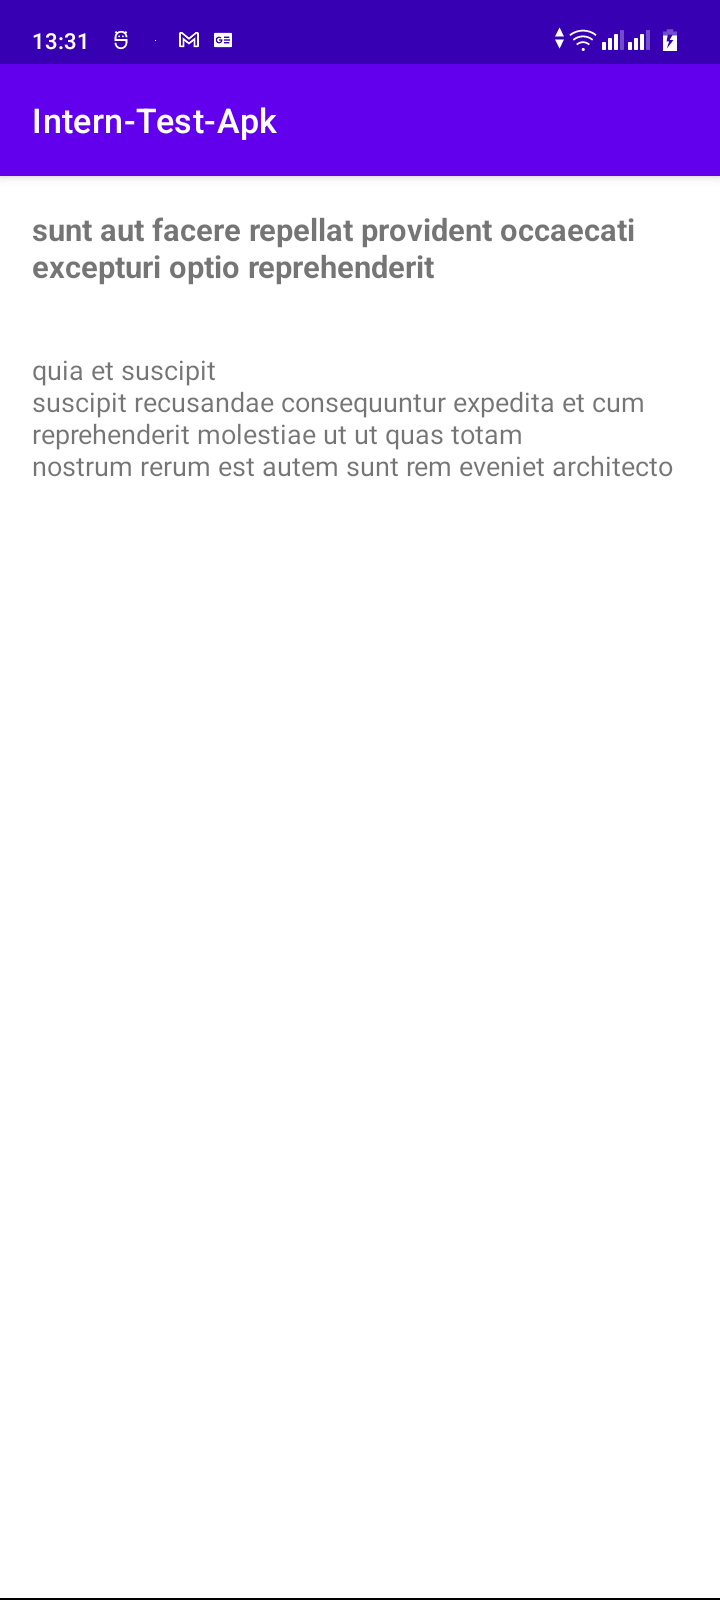 13:31
Intern-Test-Apk
sunt aut facere repellat provident occaecati
excepturi optio reprehenderit
quia et suscipit
suscipit recusandae consequuntur expedita et cum
reprehenderit molestiae ut ut quas totam
nostrum rerum est autem sunt rem eveniet architecto